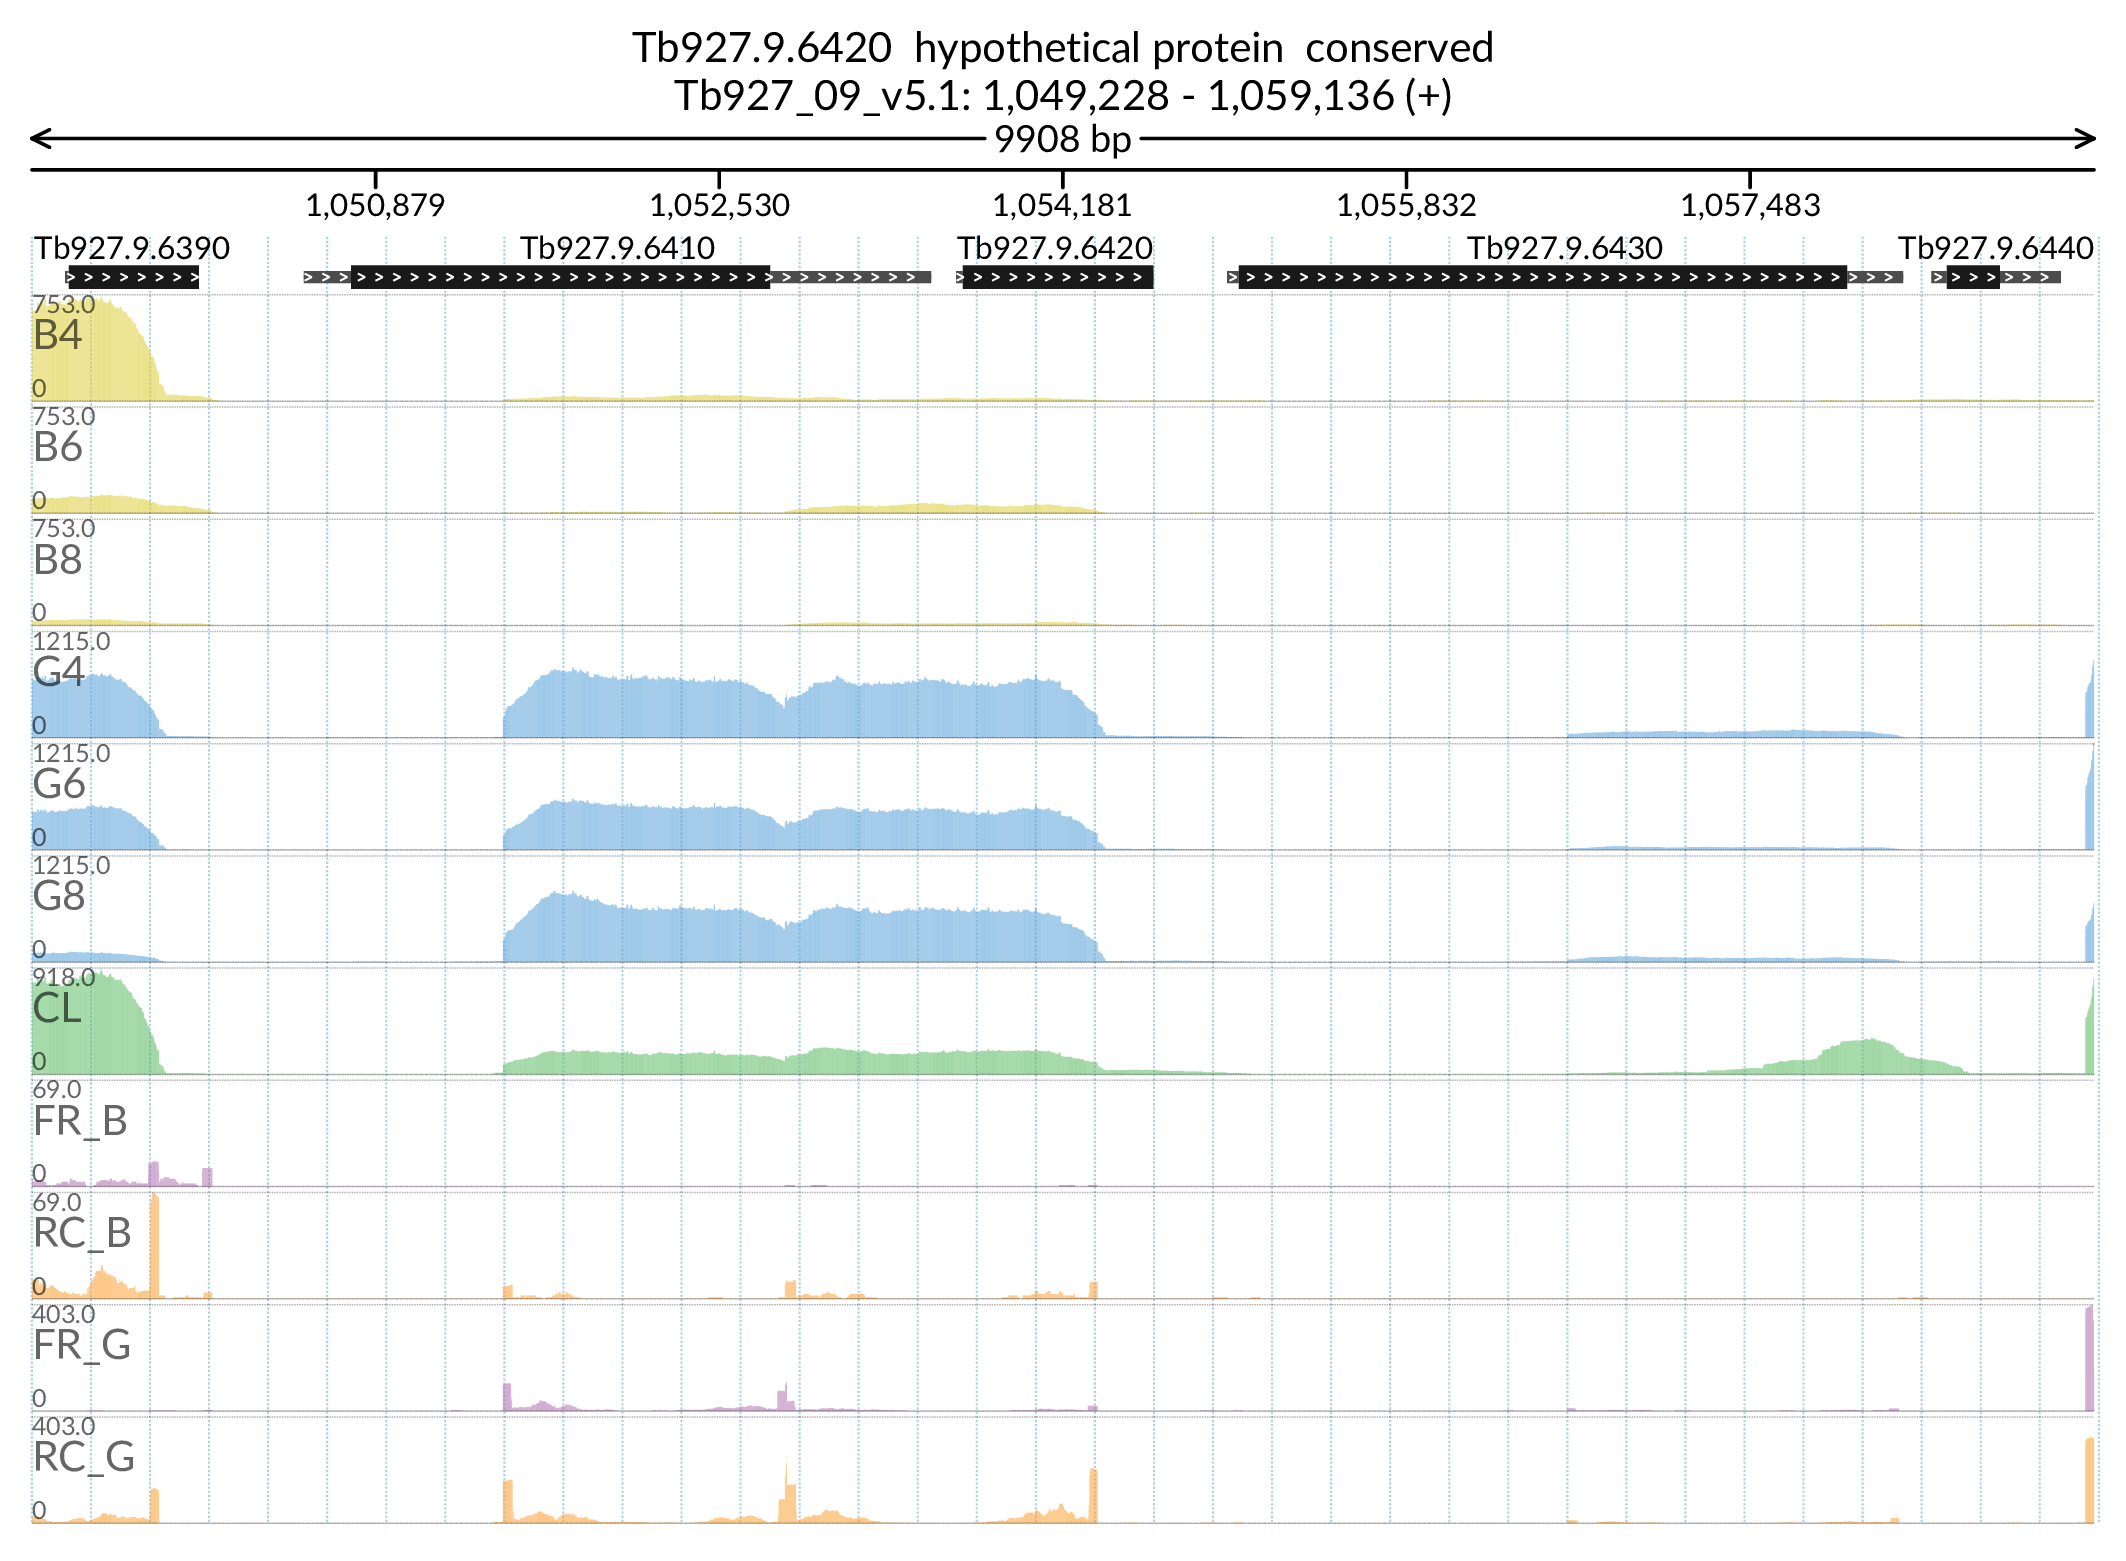 Tb927.9.6420 hypothetical protein conserved
Tb927_09_v5.1: 1,049,228 - 1,059,136 (+)
9908 bp
1,050,879 1,052,530 1,054,181 1,055,832 1,057,483
Tb927.9.6390 Tb927.9.6410 Tb927.9.6420 Tb927.9.6430 Tb927.9.6440
753.0
B4
0
753.0
B6
0
753.0
B8
0
1215.0
G4
0
1215.0
G6
0
1215.0
G8
0
918.0
CL
0
69.0
FR_B
0
69.0
RC_B
0
403.0
FR_G
0
403.0
RC_G
0